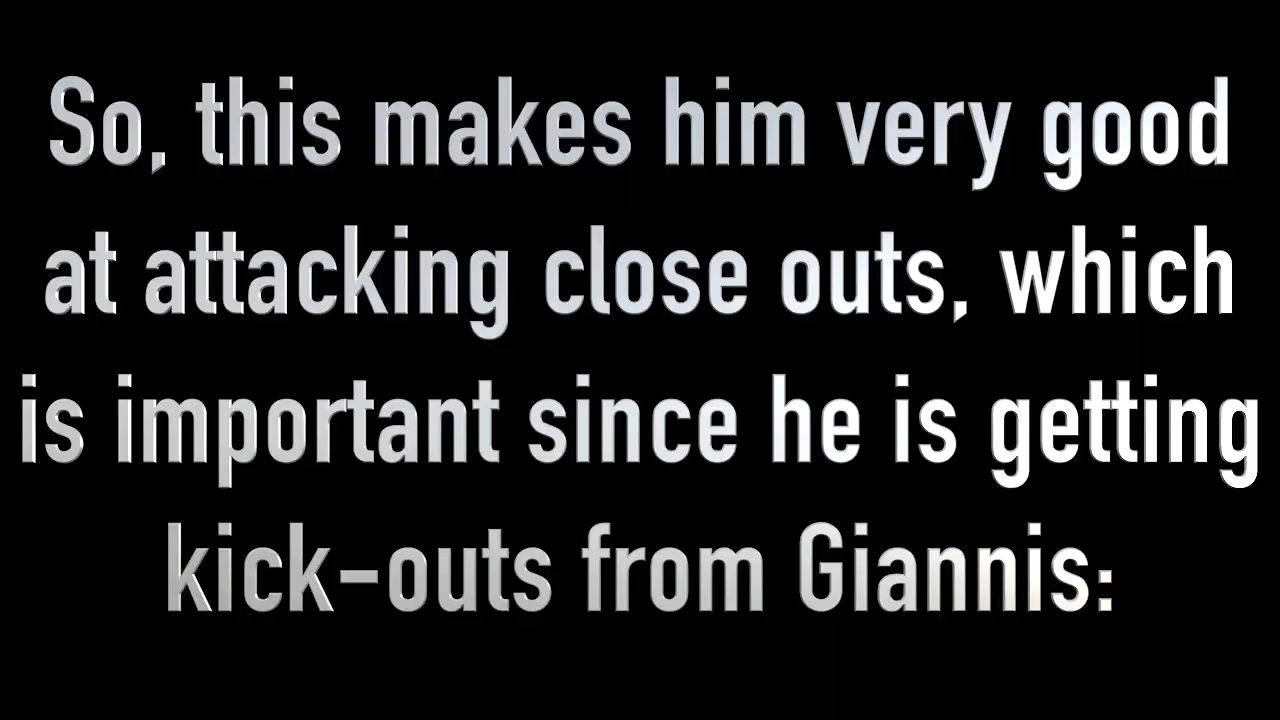 So, this makes him very good
at attacking close outs, which
is important since he is getting
kick-outs from Giannis: